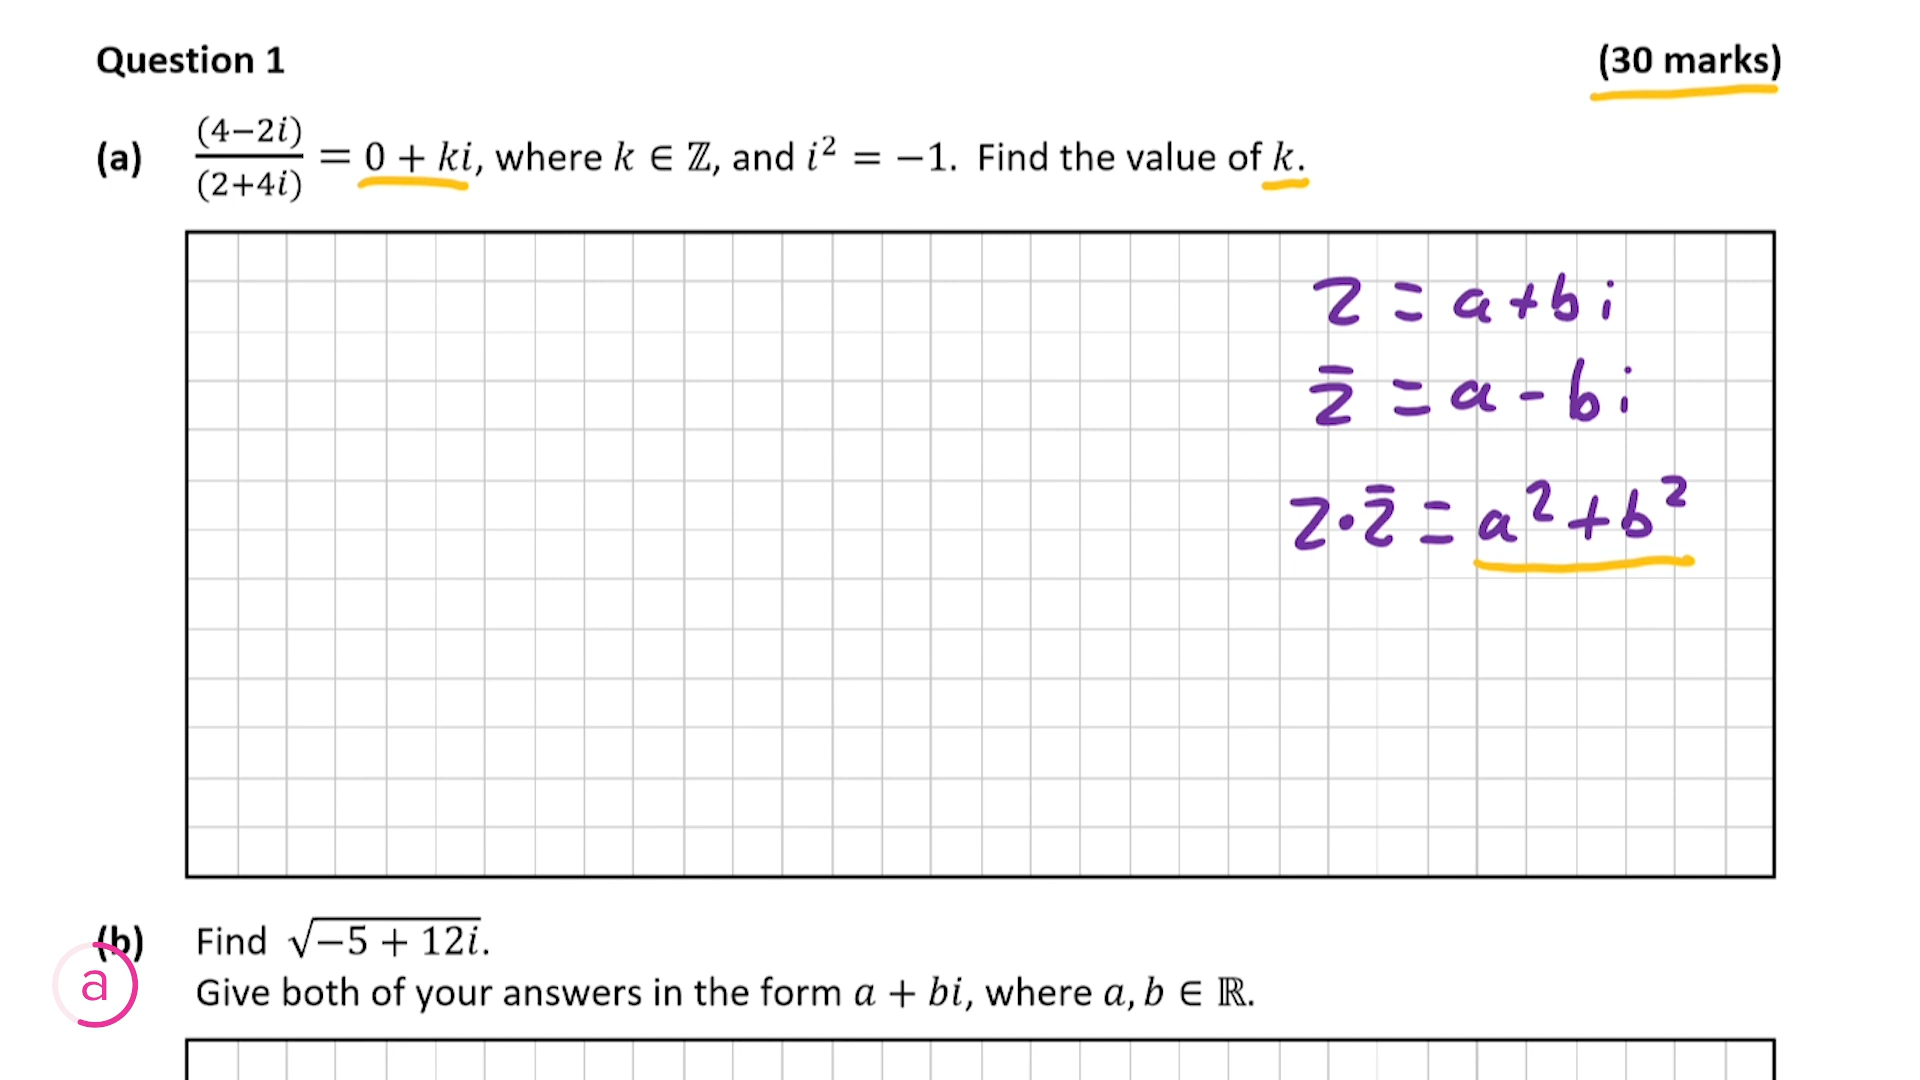 Question 1 (30 marks)
(a) (4−2i)/(2+4i) = 0 + ki, where k ∈ ℤ, and i² = −1. Find the value of k.
z = a + bi
z̄ = a − bi
z·z̄ = a² + b²
(b) Find √(−5 + 12i).
a
Give both of your answers in the form a + bi, where a, b ∈ ℝ.